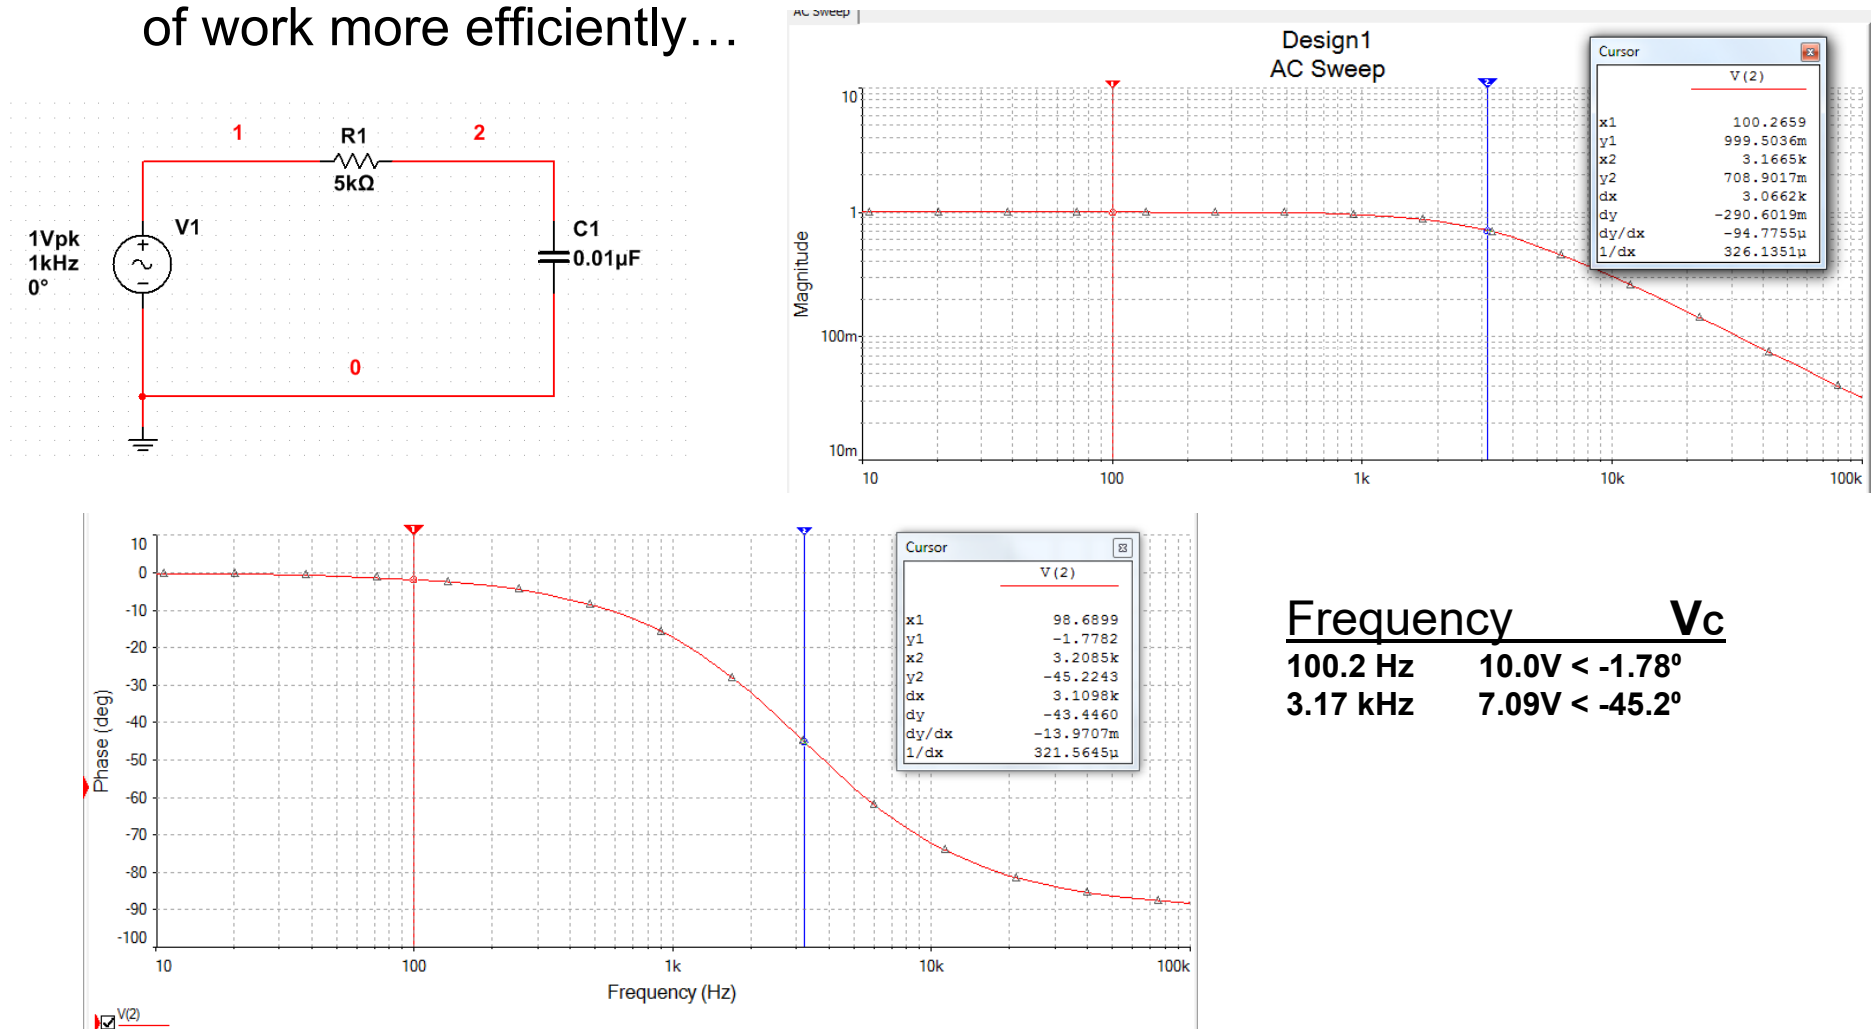 of work more efficiently…
1
R1
2
5kΩ
V1
1Vpk
1kHz
0°
C1
0.01µF
0
AC Sweep
Design1
AC Sweep
Cursor
V(2)
x1 100.2659
y1 999.5036m
x2 3.1665k
y2 708.9017m
dx 3.0662k
dy -290.6019m
dy/dx -94.7755µ
1/dx 326.1351µ
1
2
10
1
100m
10m
Magnitude
10 100 1k 10k 100k
1
2
10
0
-10
-20
-30
-40
-50
-60
-70
-80
-90
-100
Phase (deg)
10 100 1k 10k 100k
Frequency (Hz)
V(2)
Cursor
V(2)
x1 98.6899
y1 -1.7782
x2 3.2085k
y2 -45.2243
dx 3.1098k
dy -43.4460
dy/dx -13.9707m
1/dx 321.5645µ
Frequency Vc
100.2 Hz 10.0V < -1.78º
3.17 kHz 7.09V < -45.2º